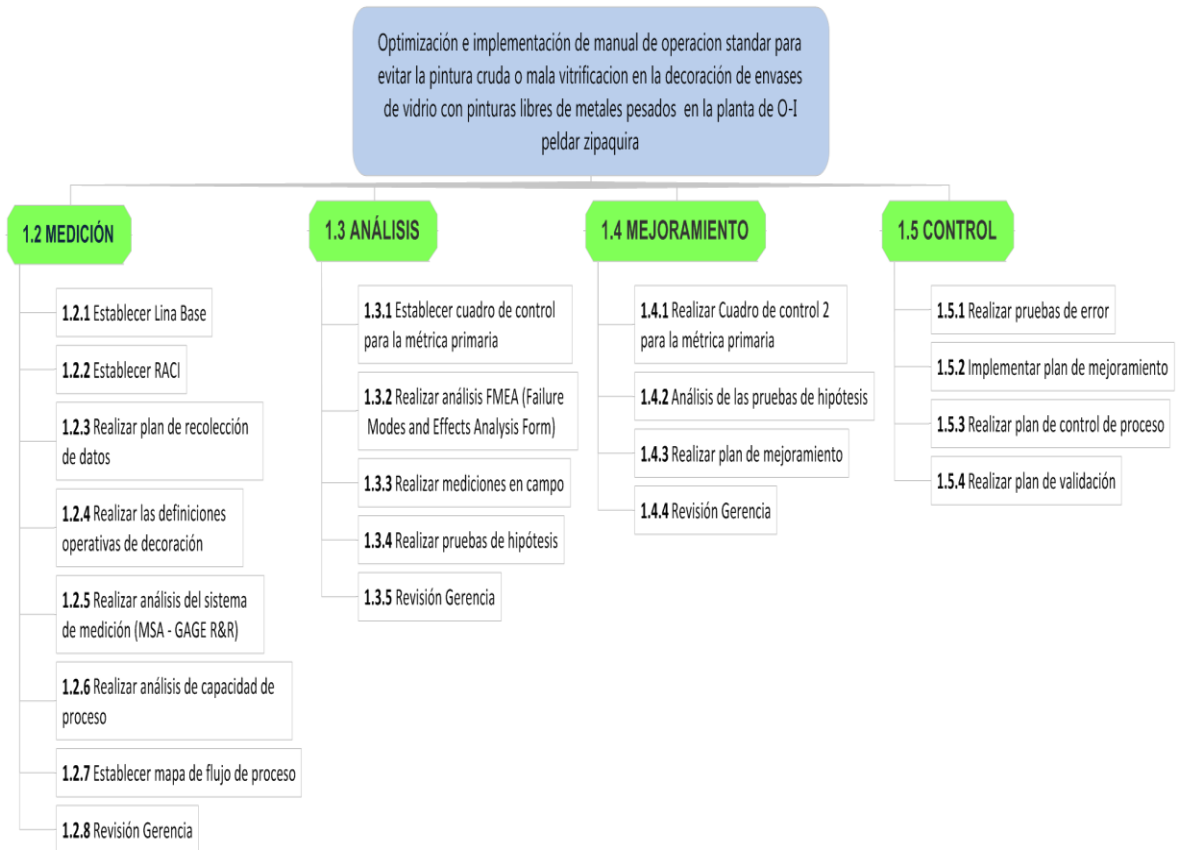 Optimización e implementación de manual de operacion standar para
evitar la pintura cruda o mala vitrificacion en la decoración de envases
de vidrio con pinturas libres de metales pesados en la planta de O-I
peldar zipaquira
1.2 MEDICIÓN
1.2.1 Establecer Lina Base
1.2.2 Establecer RACI
1.2.3 Realizar plan de recolección
de datos
1.2.4 Realizar las definiciones
operativas de decoración
1.2.5 Realizar análisis del sistema
de medición (MSA - GAGE R&R)
1.2.6 Realizar análisis de capacidad de
proceso
1.2.7 Establecer mapa de flujo de proceso
1.2.8 Revisión Gerencia
1.3 ANÁLISIS
1.3.1 Establecer cuadro de control
para la métrica primaria
1.3.2 Realizar análisis FMEA (Failure
Modes and Effects Analysis Form)
1.3.3 Realizar mediciones en campo
1.3.4 Realizar pruebas de hipótesis
1.3.5 Revisión Gerencia
1.4 MEJORAMIENTO
1.4.1 Realizar Cuadro de control 2
para la métrica primaria
1.4.2 Análisis de las pruebas de hipótesis
1.4.3 Realizar plan de mejoramiento
1.4.4 Revisión Gerencia
1.5 CONTROL
1.5.1 Realizar pruebas de error
1.5.2 Implementar plan de mejoramiento
1.5.3 Realizar plan de control de proceso
1.5.4 Realizar plan de validación